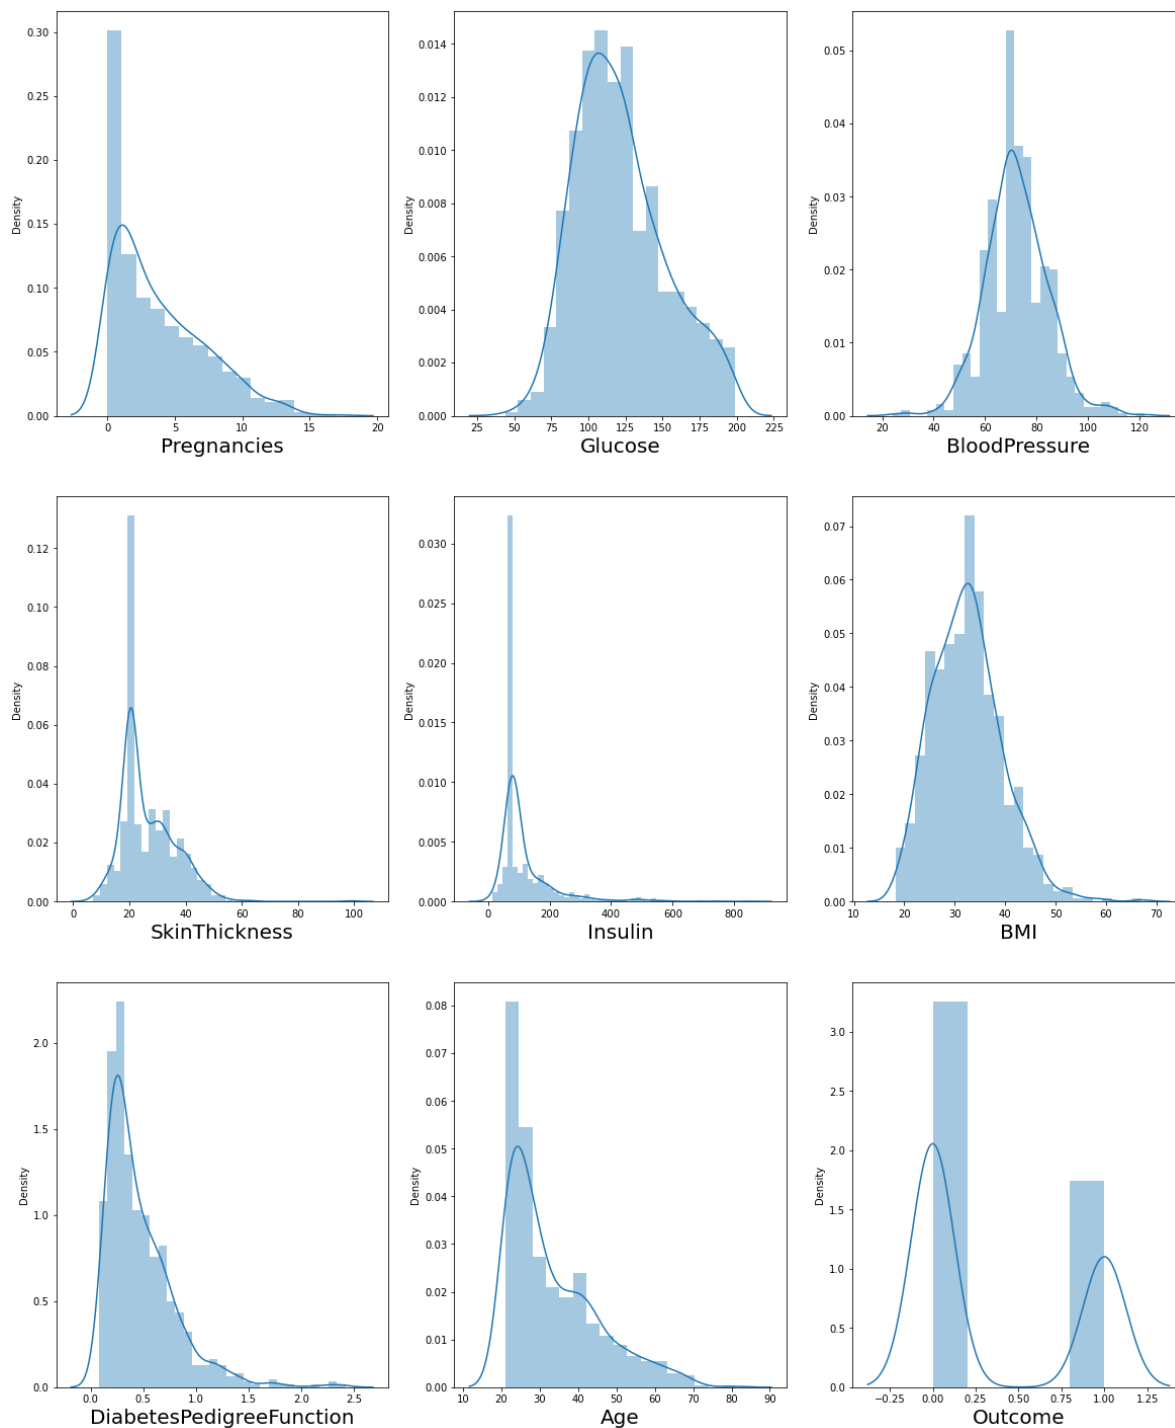 0.30
0.25
0.20
0.15
0.10
0.05
0.00
Density
0 5 10 15 20
Pregnancies
0.014
0.012
0.010
0.008
0.006
0.004
0.002
0.000
Density
25 50 75 100 125 150 175 200 225
Glucose
0.05
0.04
0.03
0.02
0.01
0.00
Density
20 40 60 80 100 120
BloodPressure
0.12
0.10
0.08
0.06
0.04
0.02
0.00
Density
0 20 40 60 80 100
SkinThickness
0.030
0.025
0.020
0.015
0.010
0.005
0.000
Density
0 200 400 600 800
Insulin
0.07
0.06
0.05
0.04
0.03
0.02
0.01
0.00
Density
10 20 30 40 50 60 70
BMI
2.0
1.5
1.0
0.5
0.0
Density
0.0 0.5 1.0 1.5 2.0 2.5
DiabetesPedigreeFunction
0.08
0.07
0.06
0.05
0.04
0.03
0.02
0.01
0.00
Density
10 20 30 40 50 60 70 80 90
Age
3.0
2.5
2.0
1.5
1.0
0.5
0.0
Density
−0.25 0.00 0.25 0.50 0.75 1.00 1.25
Outcome